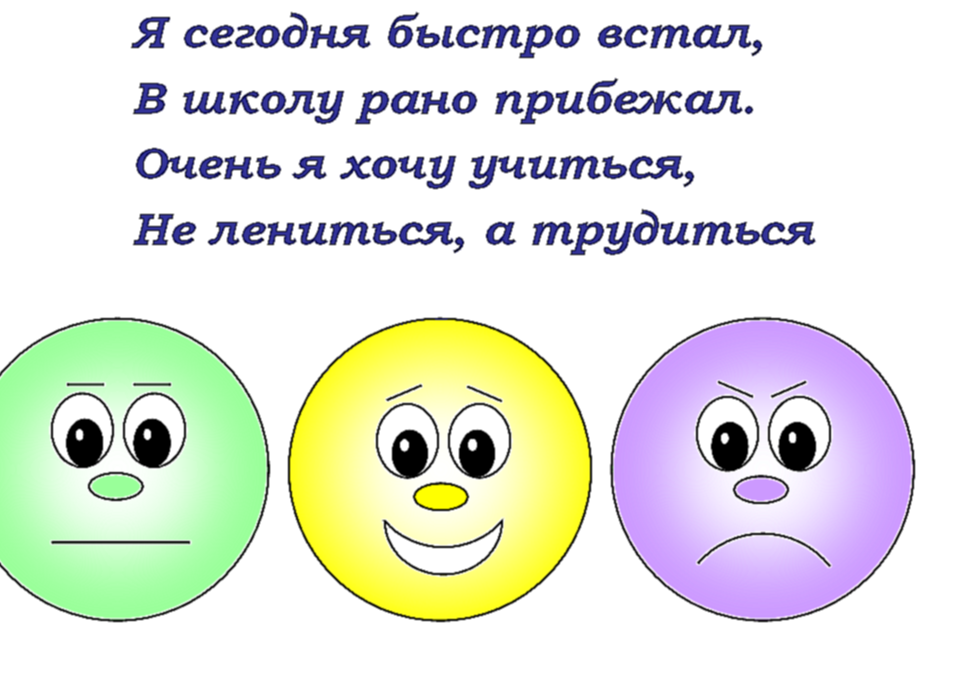 Я сегодня быстро встал,
В школу рано прибежал.
Очень я хочу учиться,
Не лениться, а трудиться